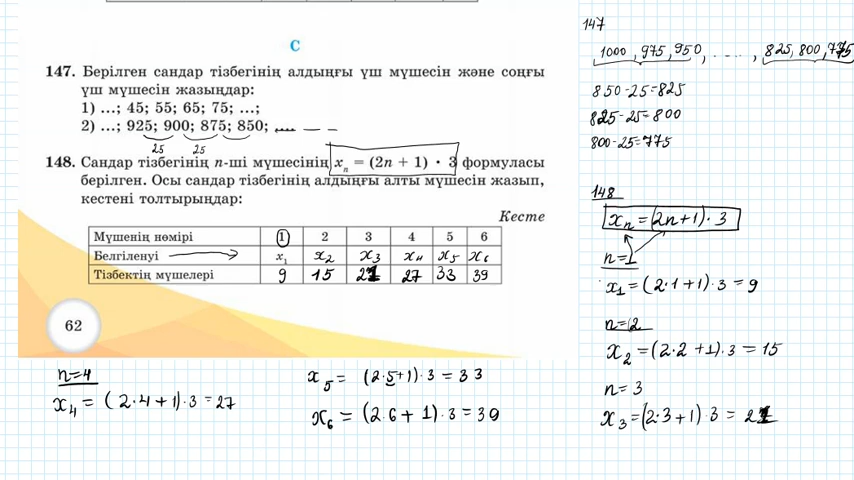 С
147. Берілген сандар тізбегінің алдыңғы үш мүшесін және соңғы
үш мүшесін жазыңдар:
1) ...; 45; 55; 65; 75; ...;
2) ...; 925; 900; 875; 850; .... — —
25 25
148. Сандар тізбегінің n-ші мүшесінің xₙ = (2n + 1) · 3 формуласы
берілген. Осы сандар тізбегінің алдыңғы алты мүшесін жазып,
кестені толтырыңдар:
Кесте
Мүшенің нөмірі 1 2 3 4 5 6
Белгіленуі x₁ x₂ x₃ x₄ x₅ x₆
Тізбектің мүшелері 9 15 21 27 33 39
62
n=4
x₄ = (2·4+1)·3 = 27
x₅ = (2·5+1)·3 = 33
x₆ = (2·6+1)·3 = 39
147
1000, 975, 950, ....., 825, 800, 775
850-25=825
825-25=800
800-25=775
148
xₙ = (2n+1)·3
n=1
x₁ = (2·1+1)·3 = 9
n=2
x₂ = (2·2+1)·3 = 15
n=3
x₃ = (2·3+1)·3 = 21